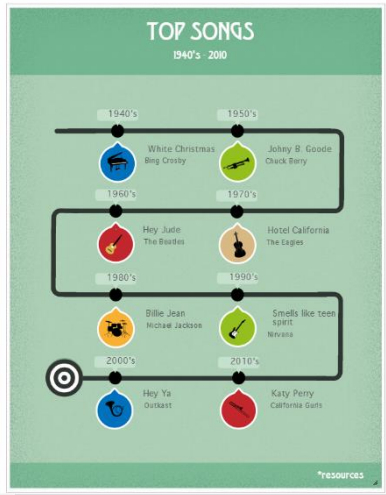 TOP SONGS
1940's - 2010
1940's
1950's
White Christmas
Bing Crosby
Johny B. Goode
Chuck Berry
1960's
1970's
Hey Jude
The Beatles
Hotel California
The Eagles
1980's
1990's
Billie Jean
Michael Jackson
Smells like teen
spirit
Nirvana
2000's
2010's
Hey Ya
Outkast
Katy Perry
California Gurls
*resources